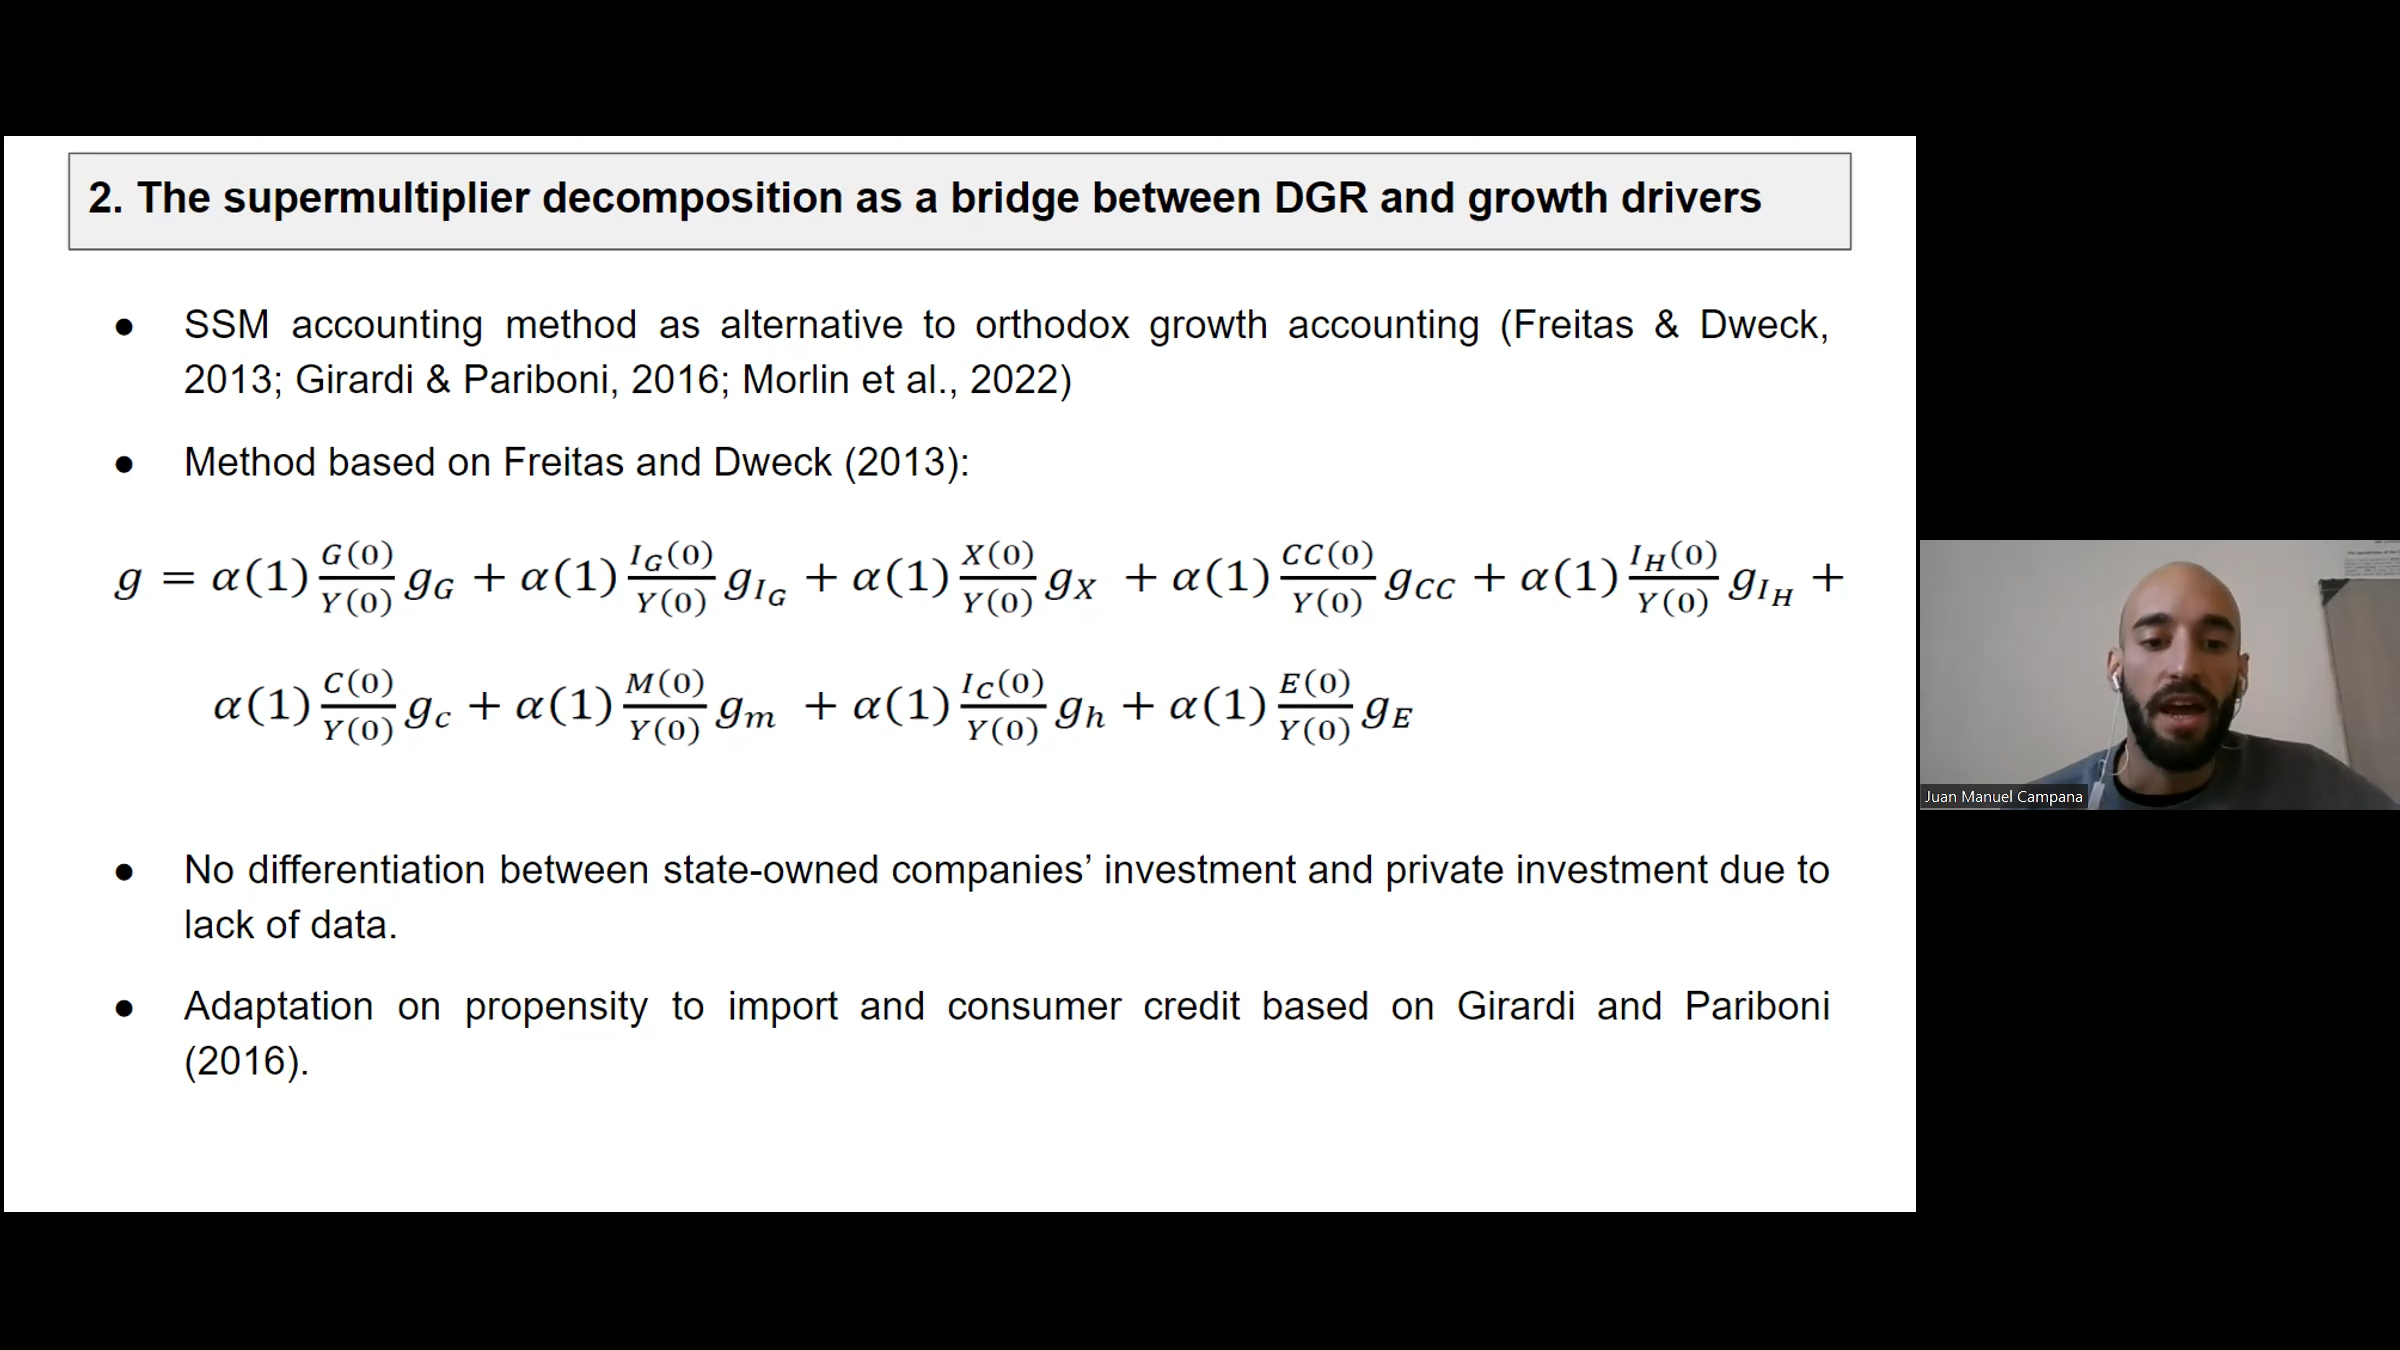 2. The supermultiplier decomposition as a bridge between DGR and growth drivers
● SSM accounting method as alternative to orthodox growth accounting (Freitas & Dweck,
2013; Girardi & Pariboni, 2016; Morlin et al., 2022)
● Method based on Freitas and Dweck (2013):
g = α(1) G(0)/Y(0) g_G + α(1) I_G(0)/Y(0) g_{I_G} + α(1) X(0)/Y(0) g_X + α(1) CC(0)/Y(0) g_{CC} + α(1) I_H(0)/Y(0) g_{I_H} +
α(1) C(0)/Y(0) g_c + α(1) M(0)/Y(0) g_m + α(1) I_C(0)/Y(0) g_h + α(1) E(0)/Y(0) g_E
● No differentiation between state-owned companies’ investment and private investment due to
lack of data.
● Adaptation on propensity to import and consumer credit based on Girardi and Pariboni
(2016).
Juan Manuel Campana